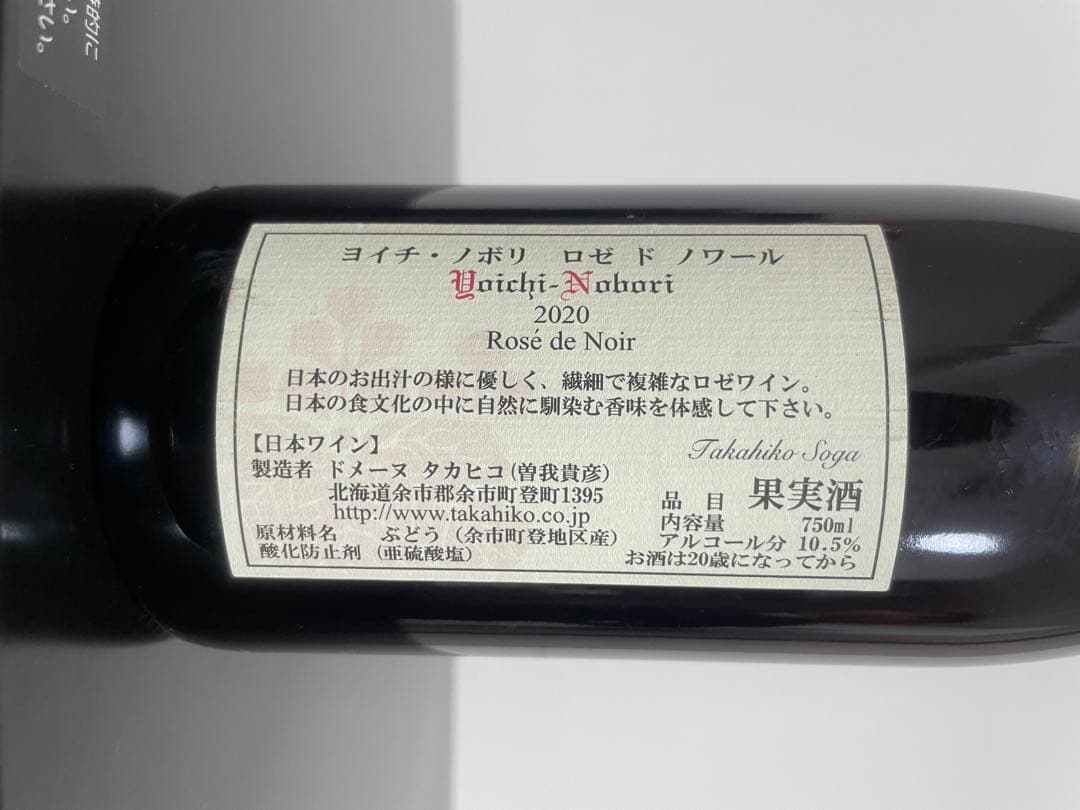 ヨイチ・ノボリ ロゼ ド ノワール
Yoichi-Nobori
2020
Rosé de Noir
日本のお出汁の様に優しく、繊細で複雑なロゼワイン。
日本の食文化の中に自然に馴染む香味を体感して下さい。
【日本ワイン】
Takahiko Soga
製造者 ドメーヌ タカヒコ(曽我貴彦)
北海道余市郡余市町登町1395
http://www.takahiko.co.jp
原材料名 ぶどう(余市町登地区産)
酸化防止剤(亜硫酸塩)
品目 果実酒
内容量 750ml
アルコール分 10.5%
お酒は20歳になってから
的に
い。
さい。